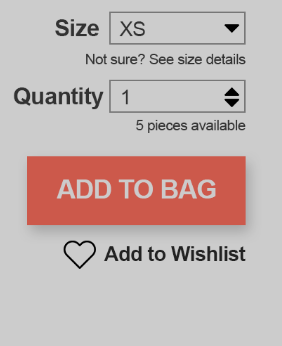 Size XS
Not sure? See size details
Quantity 1
5 pieces available
ADD TO BAG
Add to Wishlist